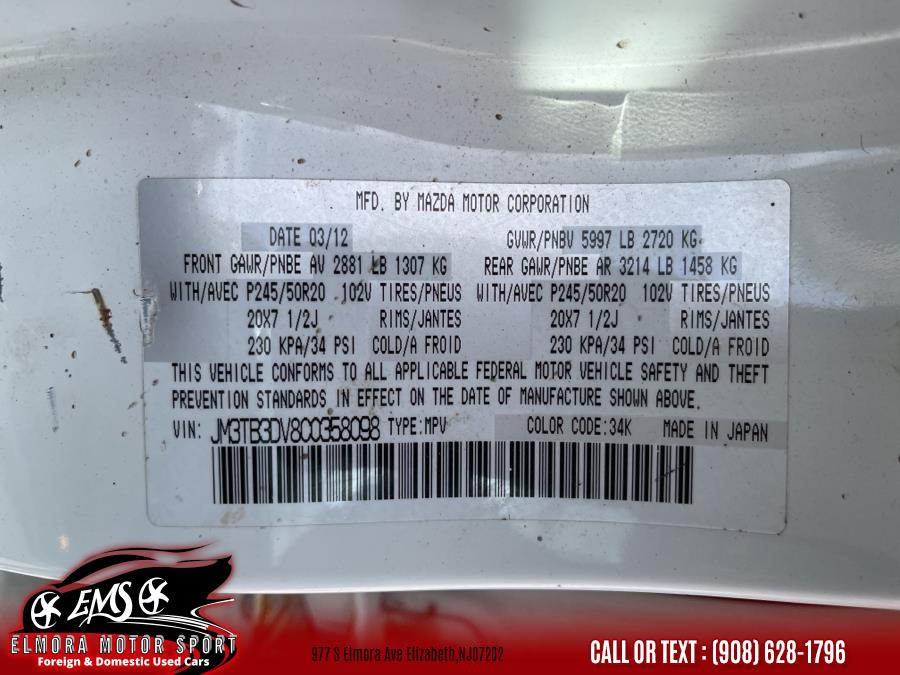 MFD. BY MAZDA MOTOR CORPORATION
DATE 03/12 GVWR/PNBV 5997 LB 2720 KG
FRONT GAWR/PNBE AV 2881 LB 1307 KG REAR GAWR/PNBE AR 3214 LB 1458 KG
WITH/AVEC P245/50R20 102V TIRES/PNEUS WITH/AVEC P245/50R20 102V TIRES/PNEUS
20X7 1/2J RIMS/JANTES 20X7 1/2J RIMS/JANTES
230 KPA/34 PSI COLD/A FROID 230 KPA/34 PSI COLD/A FROID
THIS VEHICLE CONFORMS TO ALL APPLICABLE FEDERAL MOTOR VEHICLE SAFETY AND THEFT
PREVENTION STANDARDS IN EFFECT ON THE DATE OF MANUFACTURE SHOWN ABOVE.
VIN: JM3TB3DV8C0358098 TYPE:MPV COLOR CODE:34K MADE IN JAPAN
EMS
ELMORA MOTOR SPORT
Foreign & Domestic Used Cars
977 S Elmora Ave Elizabeth,NJ07202
CALL OR TEXT : (908) 628-1796